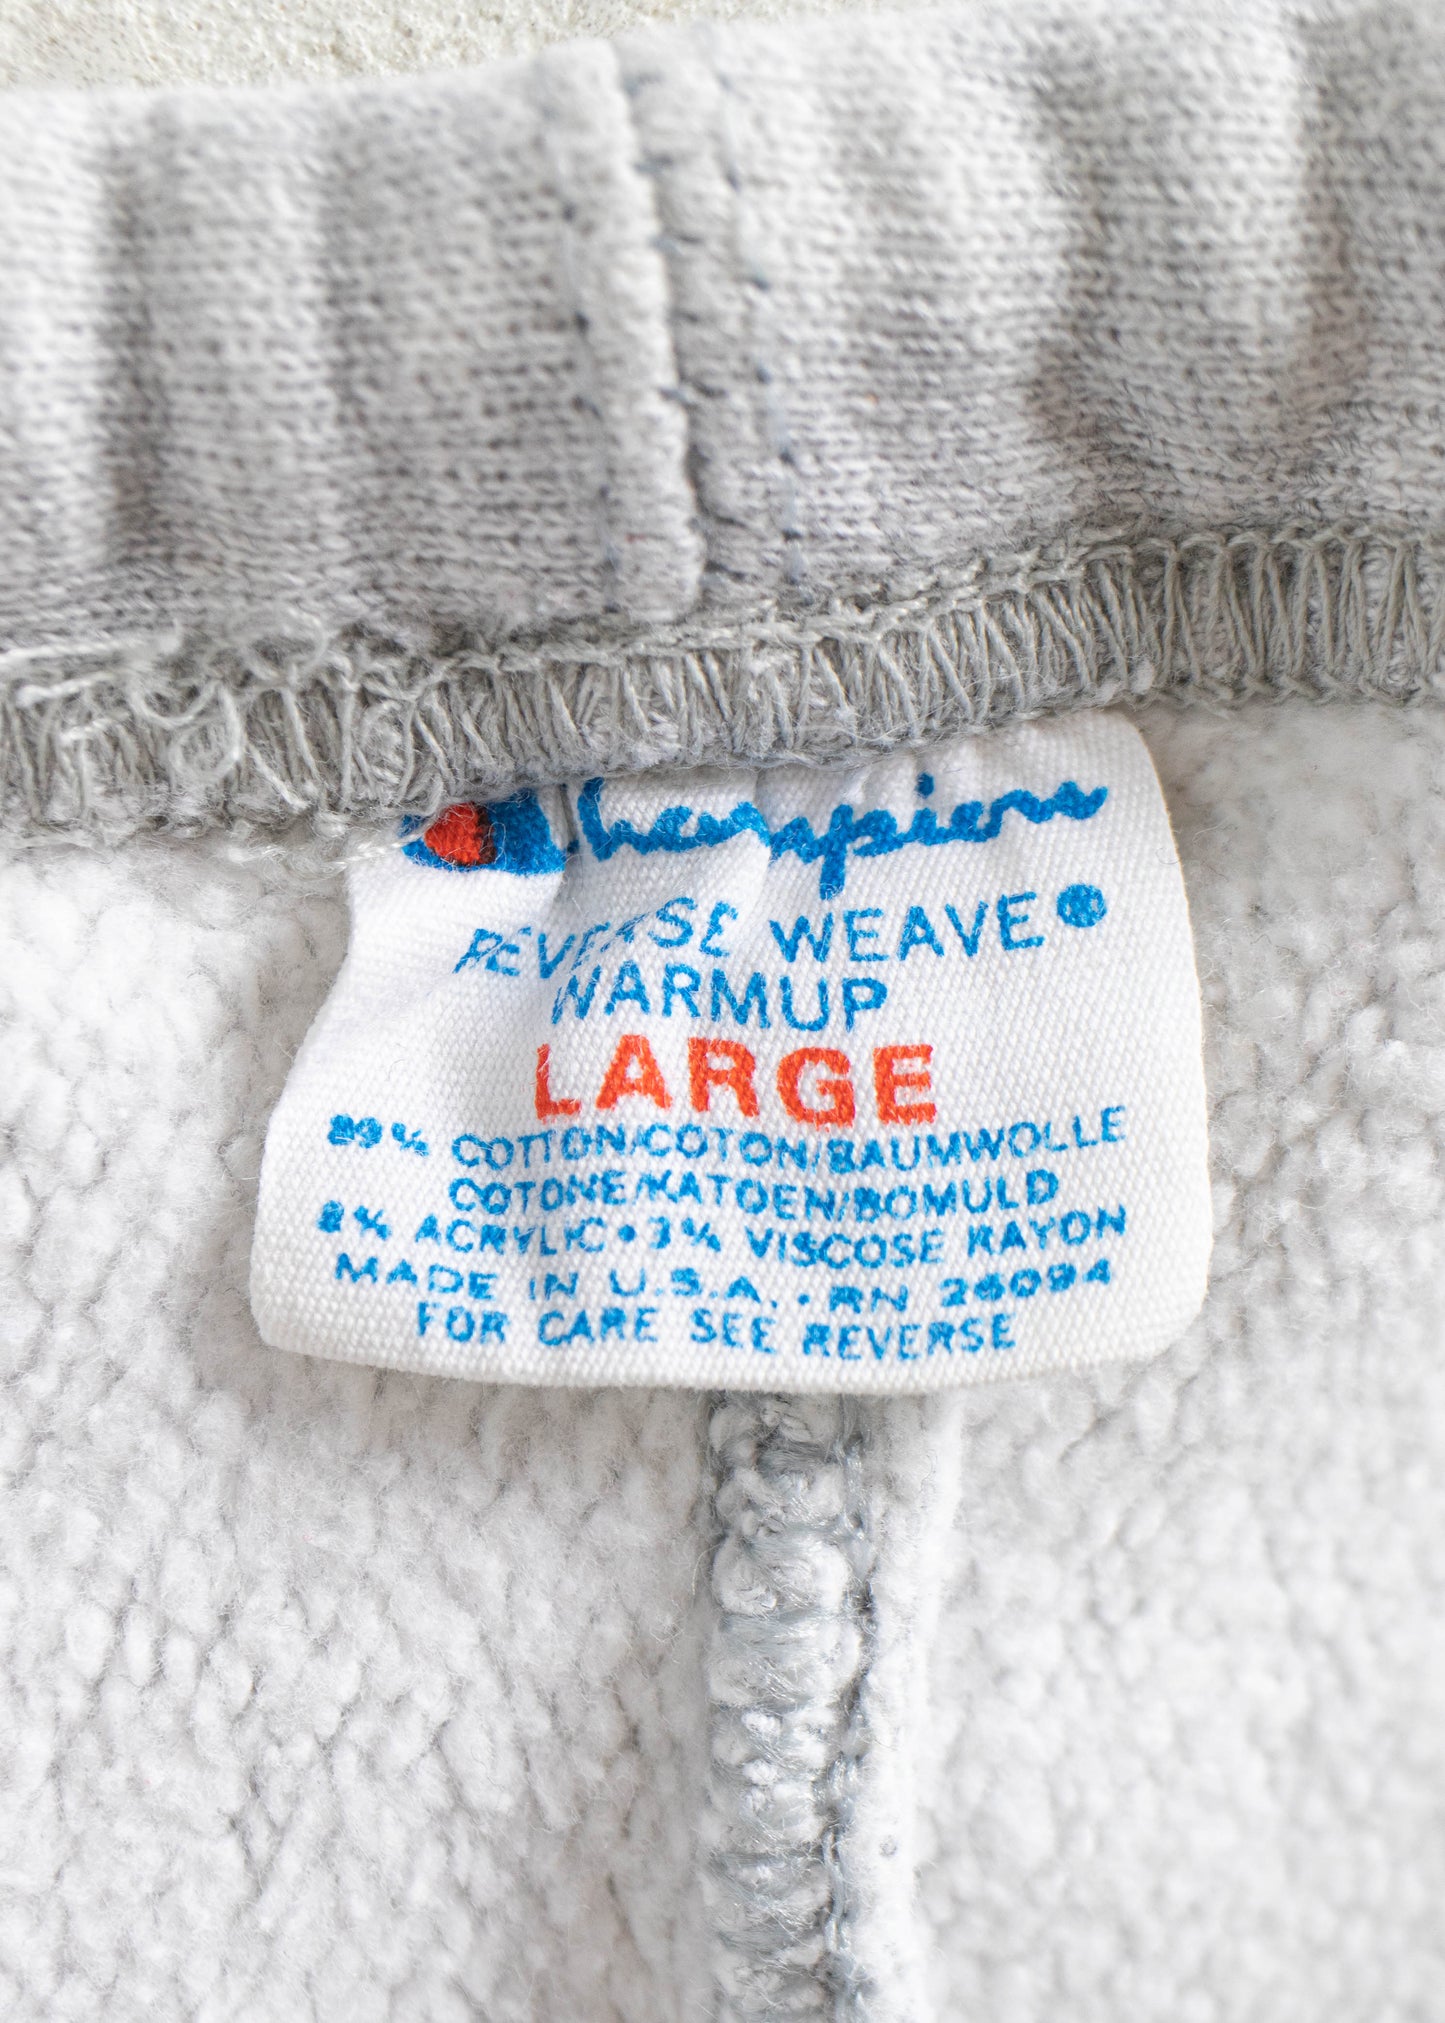 Champion
REVERSE WEAVE®
WARMUP
LARGE
89% COTTON/COTON/BAUMWOLLE
COTONE/KATOEN/BOMULD
8% ACRYLIC • 3% VISCOSE RAYON
MADE IN U.S.A. • RN 26094
FOR CARE SEE REVERSE